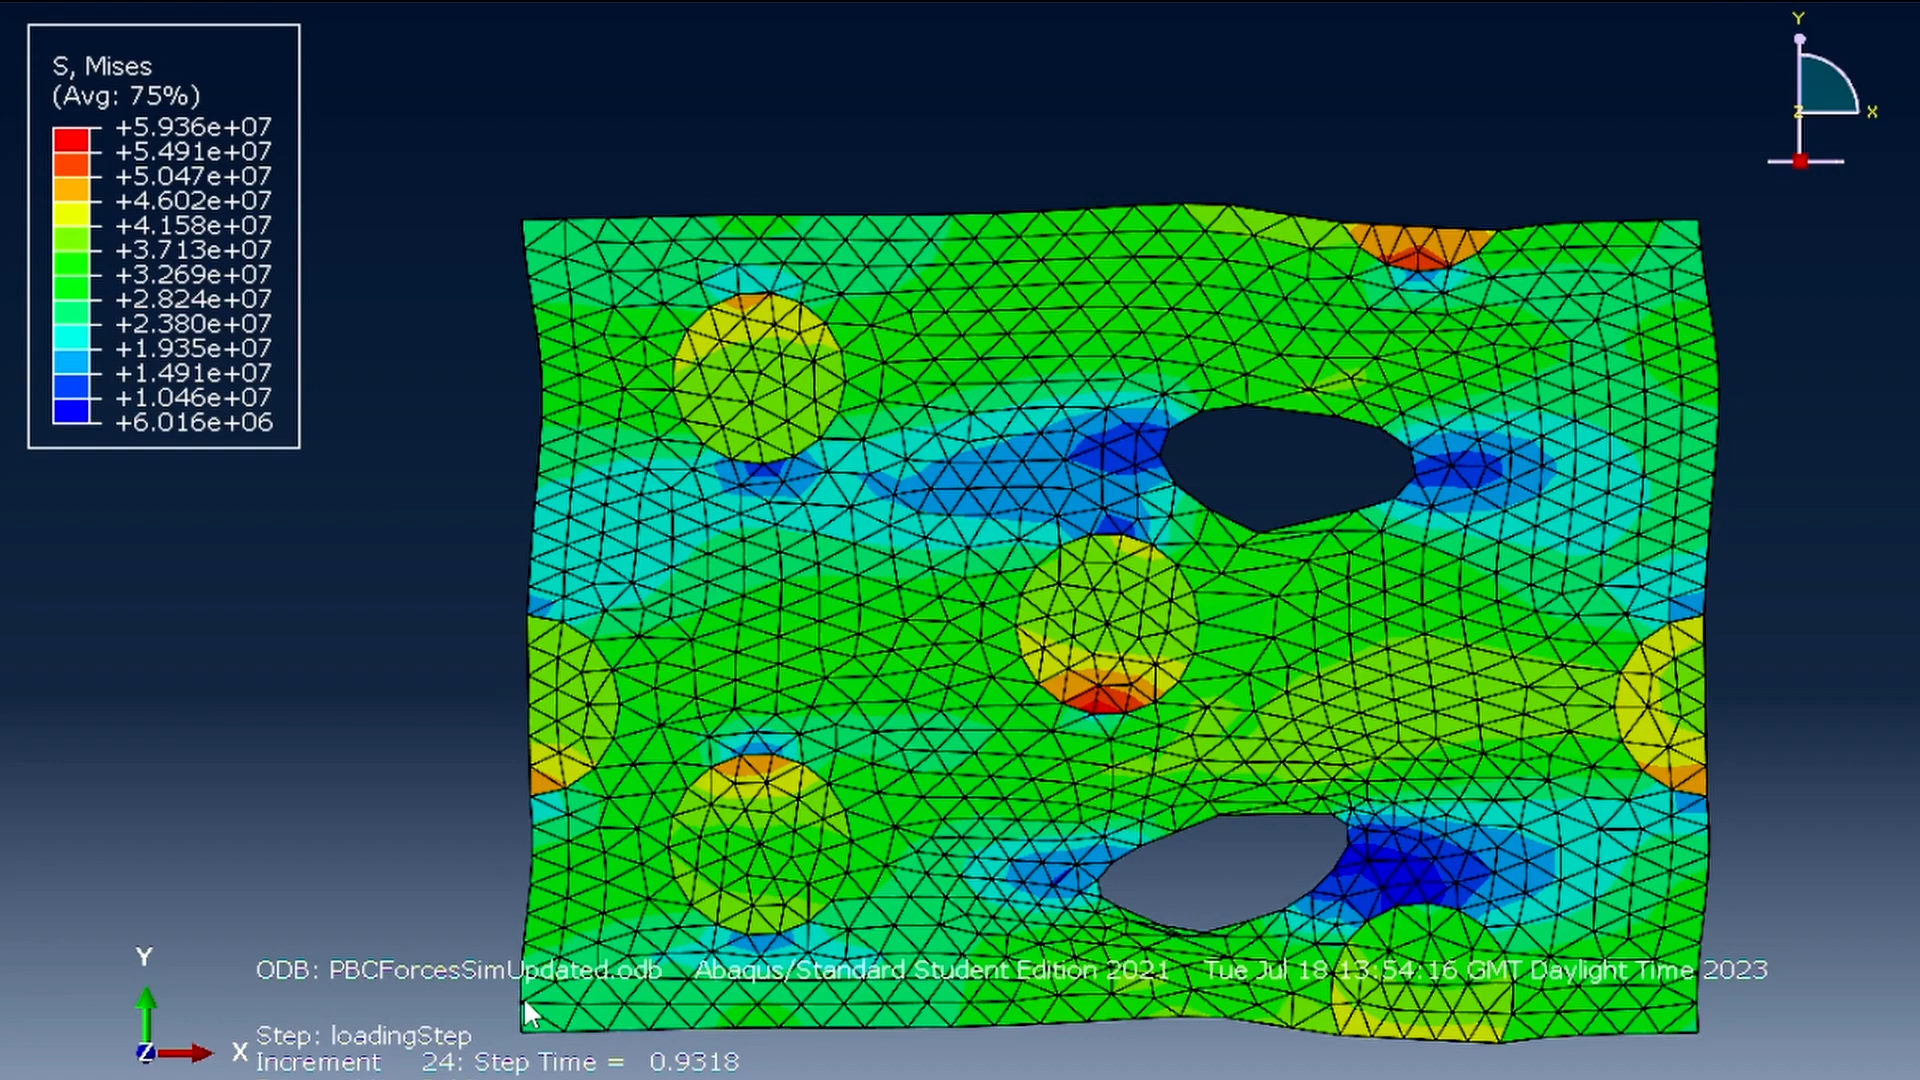 S, Mises
(Avg: 75%)
+5.936e+07
+5.491e+07
+5.047e+07
+4.602e+07
+4.158e+07
+3.713e+07
+3.269e+07
+2.824e+07
+2.380e+07
+1.935e+07
+1.491e+07
+1.046e+07
+6.016e+06
Y
Z X
Y
Z X
ODB: PBCForcesSimUpdated.odb Abaqus/Standard Student Edition 2021 Tue Jul 18 13:54:16 GMT Daylight Time 2023
Step: loadingStep
Increment 24: Step Time = 0.9318